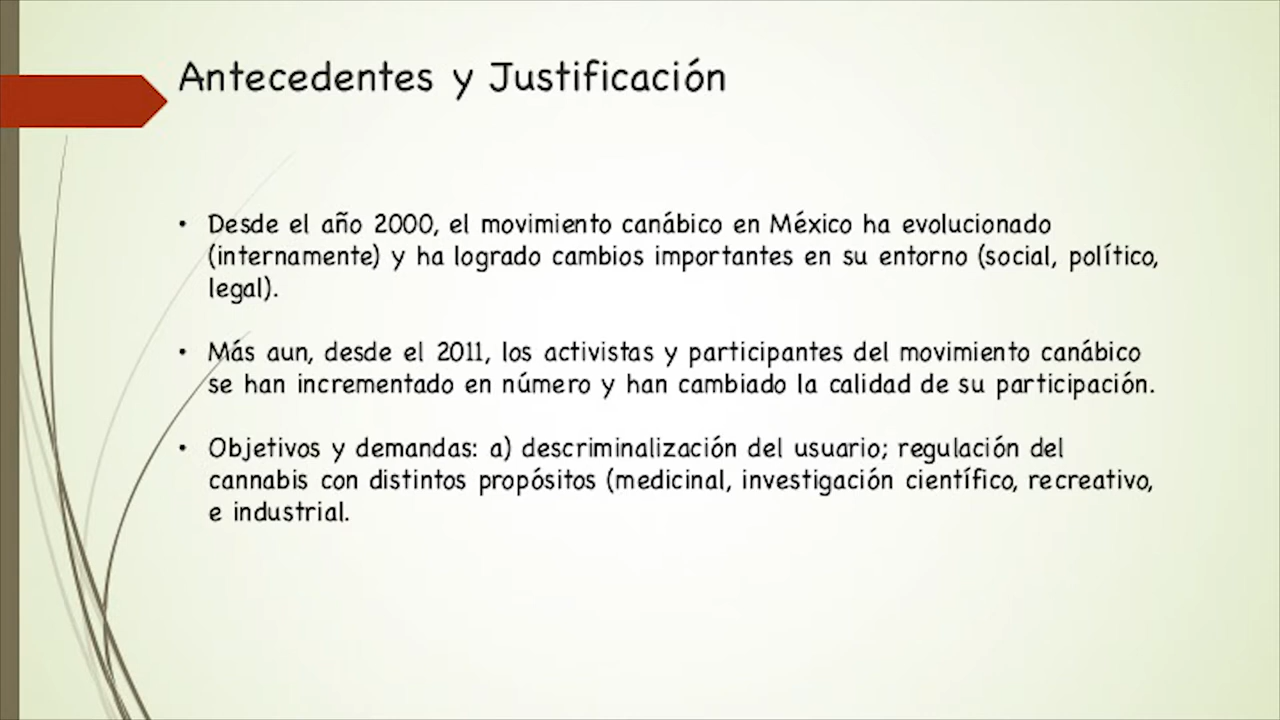 Antecedentes y Justificación
• Desde el año 2000, el movimiento canábico en México ha evolucionado
(internamente) y ha logrado cambios importantes en su entorno (social, político,
legal).
• Más aun, desde el 2011, los activistas y participantes del movimiento canábico
se han incrementado en número y han cambiado la calidad de su participación.
• Objetivos y demandas: a) descriminalización del usuario; regulación del
cannabis con distintos propósitos (medicinal, investigación científico, recreativo,
e industrial.